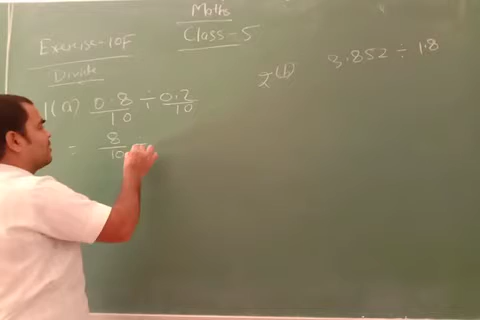 Maths
Class-5
Exercise-10F
Divide
1(a) 0.8/10 ÷ 0.2/10
= 8/10
2(b) 3.852 ÷ 1.8